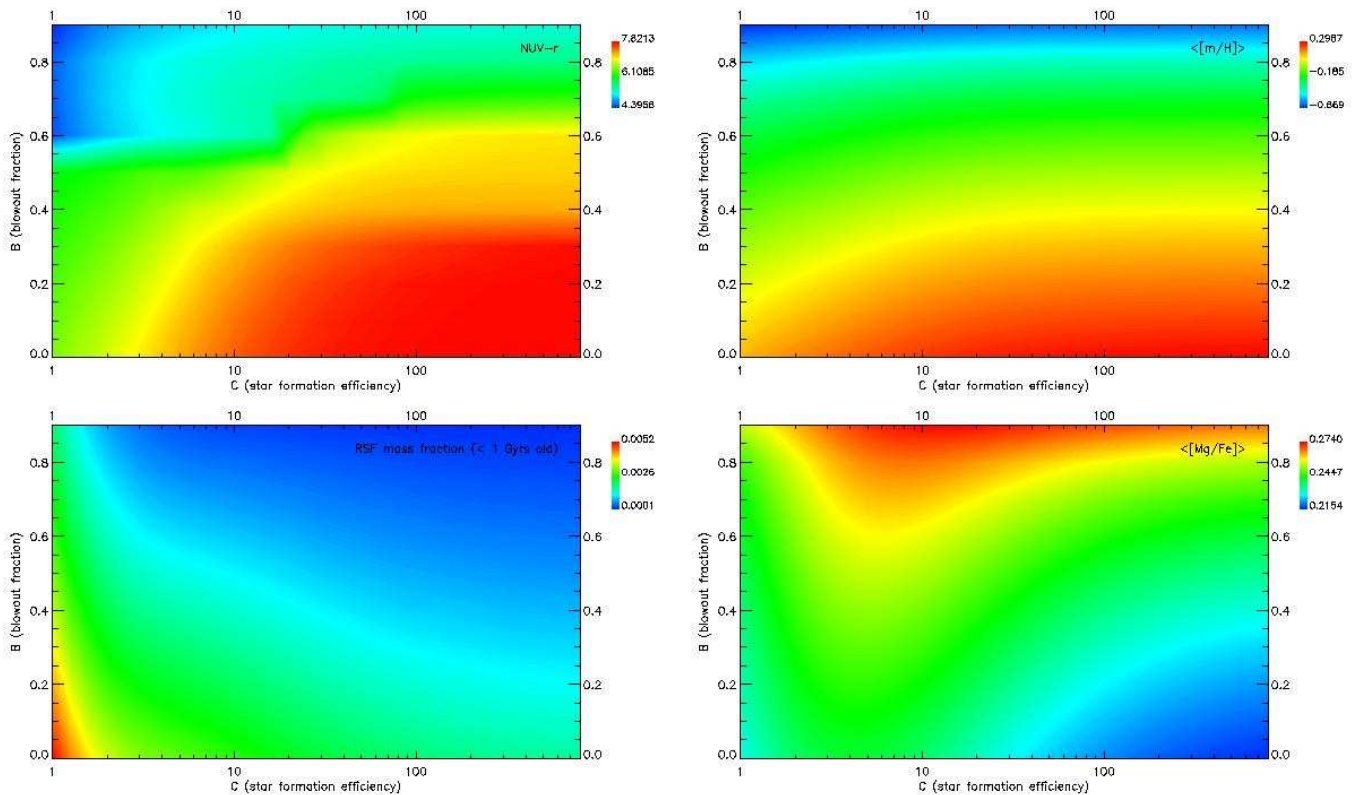 1 10 100
NUV-r
7.8213
6.1085
4.3958
B (blowout fraction)
0.8 0.8
0.6 0.6
0.4 0.4
0.2 0.2
0.0 0.0
1 10 100
C (star formation efficiency)
1 10 100
<[m/H]>
0.2987
-0.185
-0.669
B (blowout fraction)
0.8 0.8
0.6 0.6
0.4 0.4
0.2 0.2
0.0 0.0
1 10 100
C (star formation efficiency)
1 10 100
RSF mass fraction (< 1 Gyrs old)
0.0052
0.0026
0.0001
B (blowout fraction)
0.8 0.8
0.6 0.6
0.4 0.4
0.2 0.2
0.0 0.0
1 10 100
C (star formation efficiency)
1 10 100
<[Mg/Fe]>
0.2740
0.2447
0.2154
B (blowout fraction)
0.8 0.8
0.6 0.6
0.4 0.4
0.2 0.2
0.0 0.0
1 10 100
C (star formation efficiency)